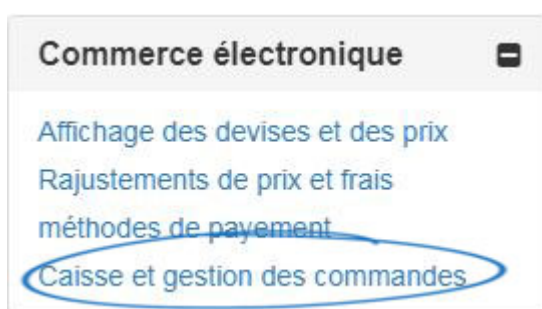 Commerce électronique
Affichage des devises et des prix
Rajustements de prix et frais
méthodes de payement
Caisse et gestion des commandes